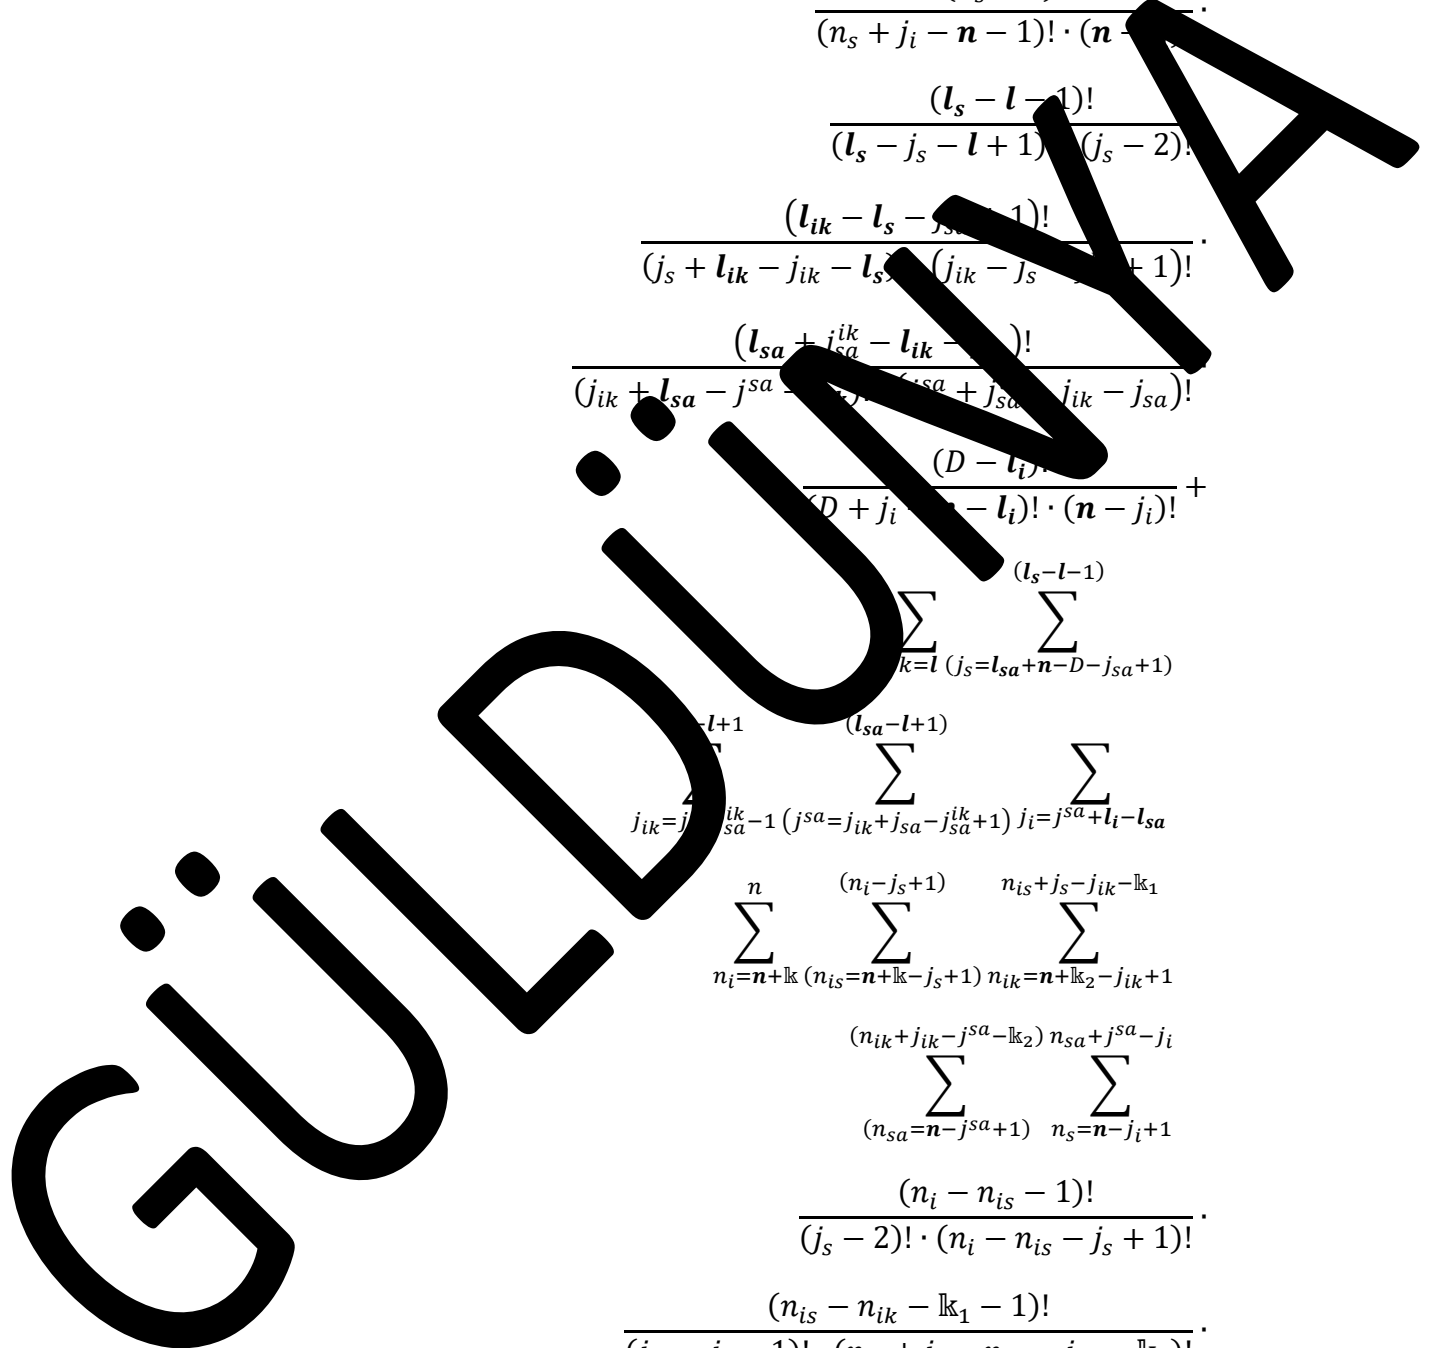 (n_s + j_i − n − 1)! · (n −
(l_s − l − 1)!
(l_s − j_s − l + 1) (j_s − 2)!
(l_ik − l_s − 1)!
(j_s + l_ik − j_ik − l_s) (j_ik − j_s + 1)! ·
(l_sa + j_sa^ik − l_ik − )!
(j_ik + l_sa − j^sa − )! (j^sa + j_sa j_ik − j_sa)!
(D − l_i)!
(D + j_i − l_i)! · (n − j_i)! +
(l_s−l−1)
∑ ∑
k=l (j_s=l_sa+n−D−j_sa+1)
−l+1 (l_sa−l+1)
∑ ∑ ∑
j_ik=j_sa^ik−1 (j^sa=j_ik+j_sa−j_sa^ik+1) j_i=j^sa+l_i−l_sa
n (n_i−j_s+1) n_is+j_s−j_ik−𝕜_1
∑ ∑ ∑
n_i=n+𝕜 (n_is=n+𝕜−j_s+1) n_ik=n+𝕜_2−j_ik+1
(n_ik+j_ik−j^sa−𝕜_2) n_sa+j^sa−j_i
∑ ∑
(n_sa=n−j^sa+1) n_s=n−j_i+1
(n_i − n_is − 1)!
(j_s − 2)! · (n_i − n_is − j_s + 1)! ·
(n_is − n_ik − 𝕜_1 − 1)!
GÜLDÜNYA